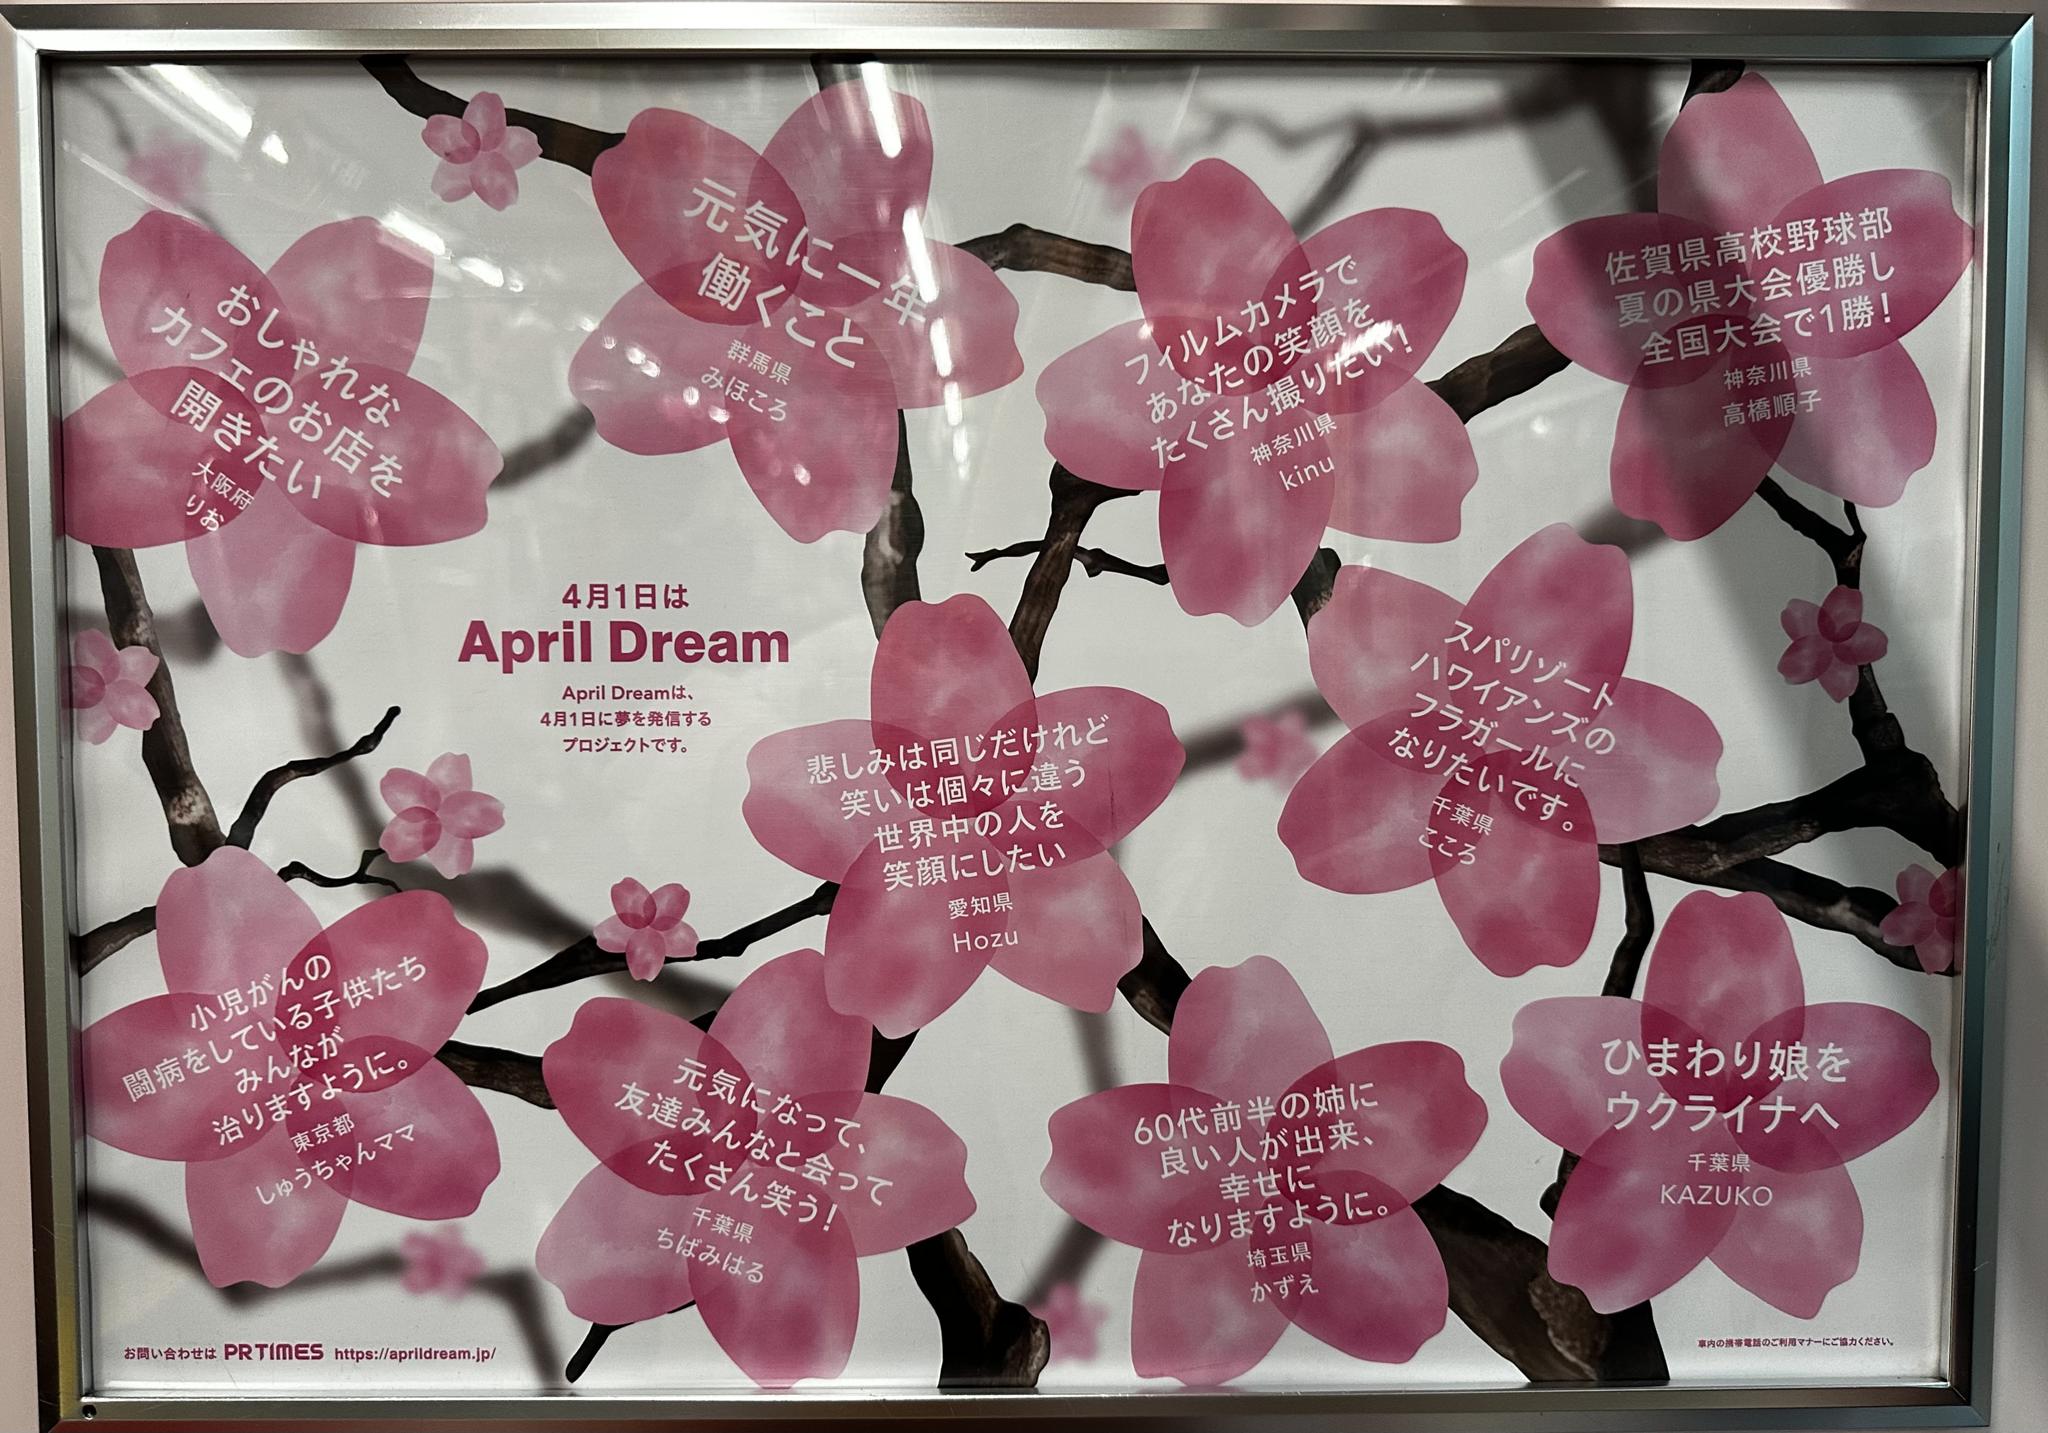 おしゃれな
カフェのお店を
開きたい
大阪府
りお
元気に一年
働くこと
群馬県
みほころ
フィルムカメラで
あなたの笑顔を
たくさん撮りたい！
神奈川県
kinu
佐賀県高校野球部
夏の県大会優勝し
全国大会で1勝！
神奈川県
高橋順子
4月1日は
April Dream
April Dreamは、
4月1日に夢を発信する
プロジェクトです。
悲しみは同じだけれど
笑いは個々に違う
世界中の人を
笑顔にしたい
愛知県
Hozu
スパリゾート
ハワイアンズの
フラガールに
なりたいです。
千葉県
こころ
小児がんの
闘病をしている子供たち
みんなが
治りますように。
東京都
しゅうちゃんママ
元気になって、
友達みんなと会って
たくさん笑う！
千葉県
ちばみはる
60代前半の姉に
良い人が出来、
幸せに
なりますように。
埼玉県
かずえ
ひまわり娘を
ウクライナへ
千葉県
KAZUKO
お問い合わせは PR TIMES https://aprildream.jp/
車内の携帯電話のご利用マナーにご協力ください。